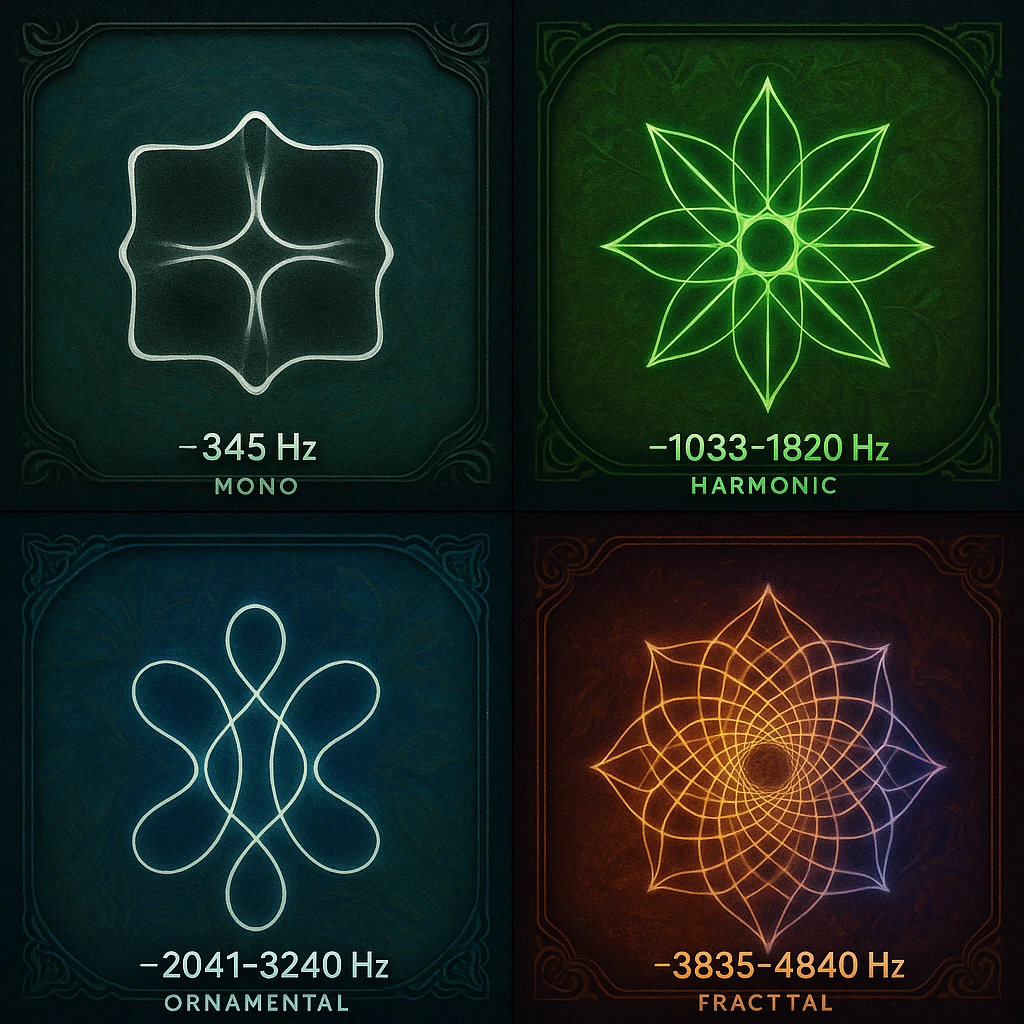 –345 Hz
MONO
–1033–1820 Hz
HARMONIC
–2041–3240 Hz
ORNAMENTAL
–3835–4840 Hz
FRACTTAL